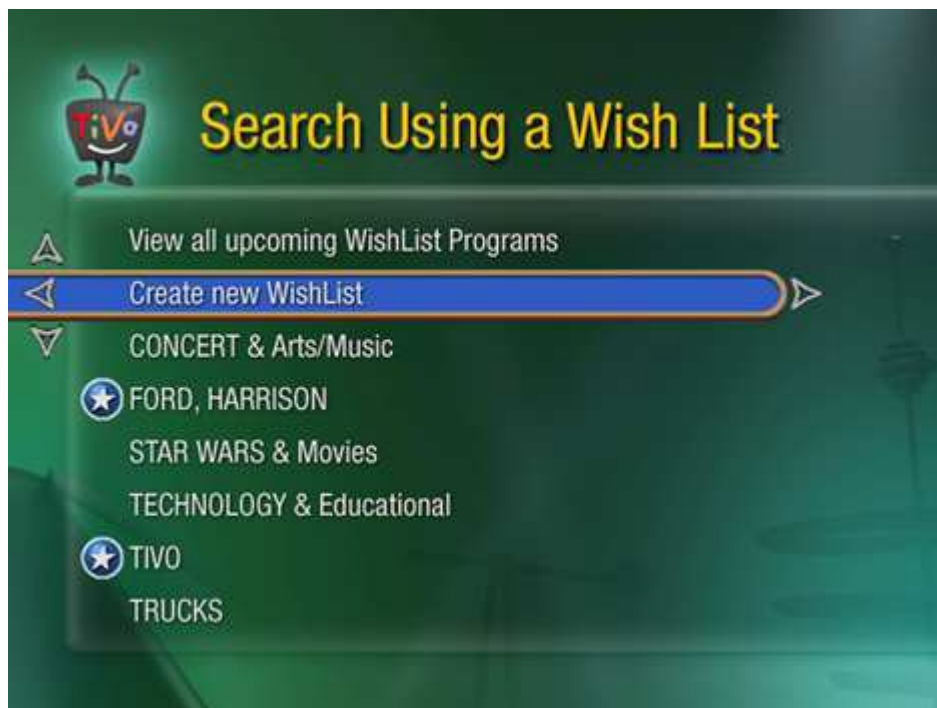 TiVo
Search Using a Wish List
View all upcoming WishList Programs
Create new WishList
CONCERT & Arts/Music
FORD, HARRISON
STAR WARS & Movies
TECHNOLOGY & Educational
TIVO
TRUCKS